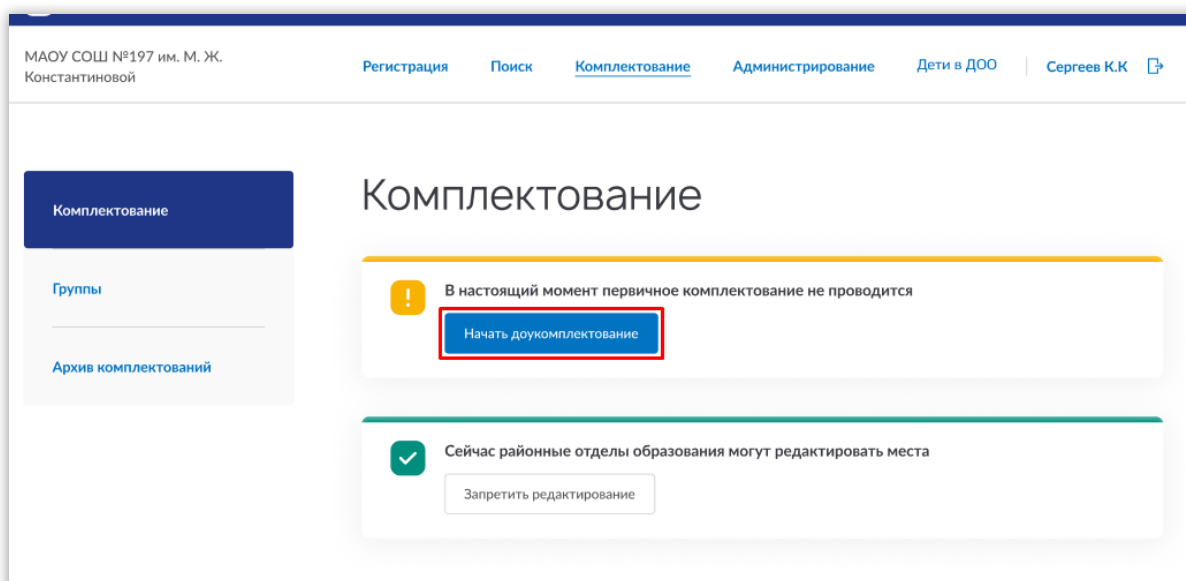 МАОУ СОШ №197 им. М. Ж.
Константиновой
Регистрация Поиск Комплектование Администрирование Дети в ДОО Сергеев К.К
Комплектование
Группы
Архив комплектований
Комплектование
В настоящий момент первичное комплектование не проводится
Начать доукомплектование
Сейчас районные отделы образования могут редактировать места
Запретить редактирование